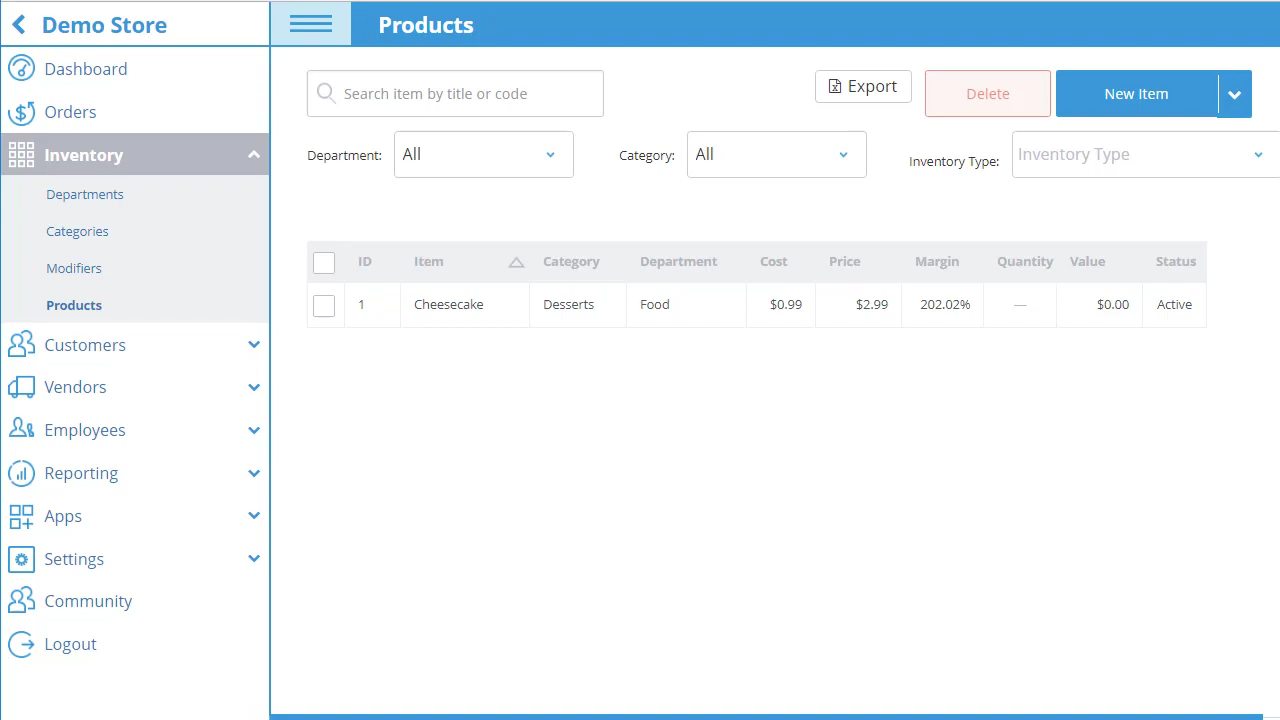 Demo Store
Products
Dashboard
Orders
Inventory
Departments
Categories
Modifiers
Products
Customers
Vendors
Employees
Reporting
Apps
Settings
Community
Logout
Search item by title or code
Export
Delete
New Item
Department: All
Category: All
Inventory Type: Inventory Type
ID Item Category Department Cost Price Margin Quantity Value Status
1 Cheesecake Desserts Food $0.99 $2.99 202.02% — $0.00 Active